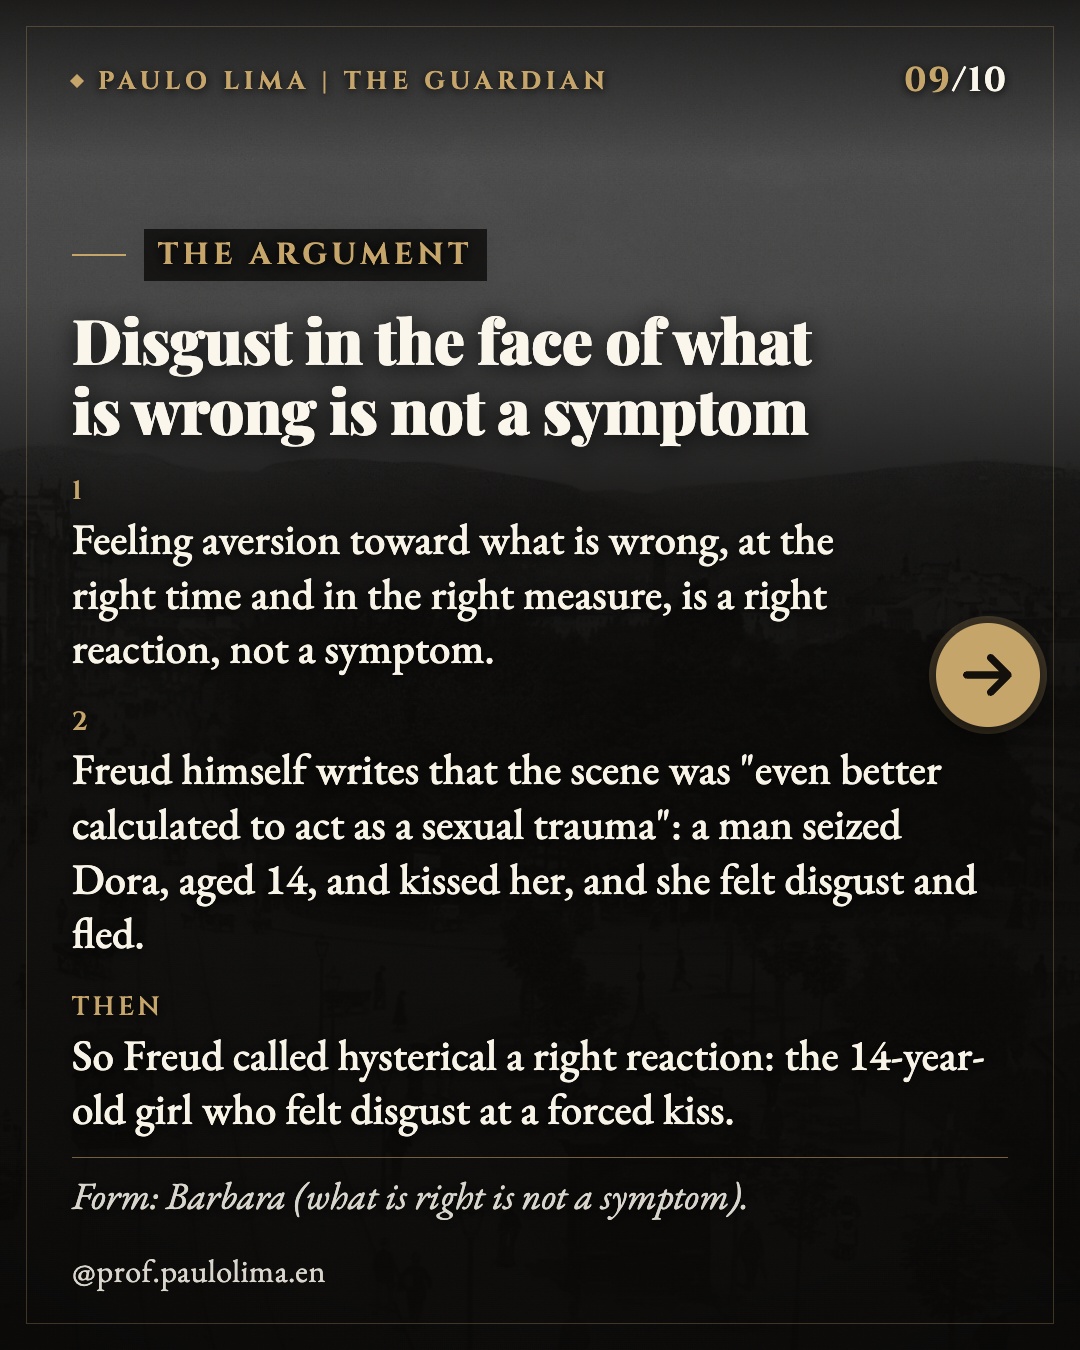 ◆ PAULO LIMA | THE GUARDIAN
09/10
THE ARGUMENT
Disgust in the face of what
is wrong is not a symptom
1
Feeling aversion toward what is wrong, at the
right time and in the right measure, is a right
reaction, not a symptom.
2
Freud himself writes that the scene was "even better
calculated to act as a sexual trauma": a man seized
Dora, aged 14, and kissed her, and she felt disgust and
fled.
THEN
So Freud called hysterical a right reaction: the 14-year-
old girl who felt disgust at a forced kiss.
Form: Barbara (what is right is not a symptom).
@prof.paulolima.en